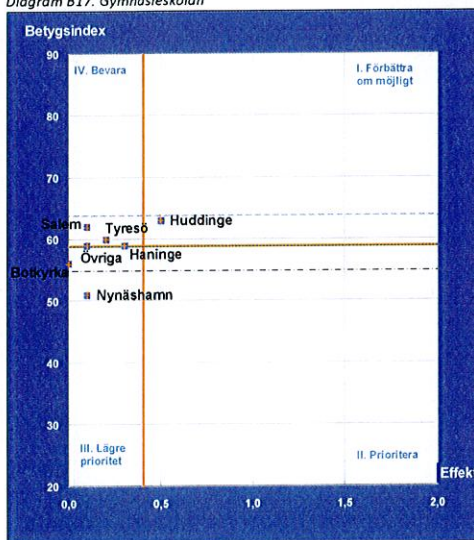 Diagram B17. Gymnasieskolan
Betygsindex
90
IV. Bevara
I. Förbättra
om möjligt
80
70
Salem
Tyresö
Huddinge
60
Övriga
Haninge
Botkyrka
Nynäshamn
50
40
30
III. Lägre
prioritet
II. Prioritera
20
Effekt
0,0
0,5
1,0
1,5
2,0